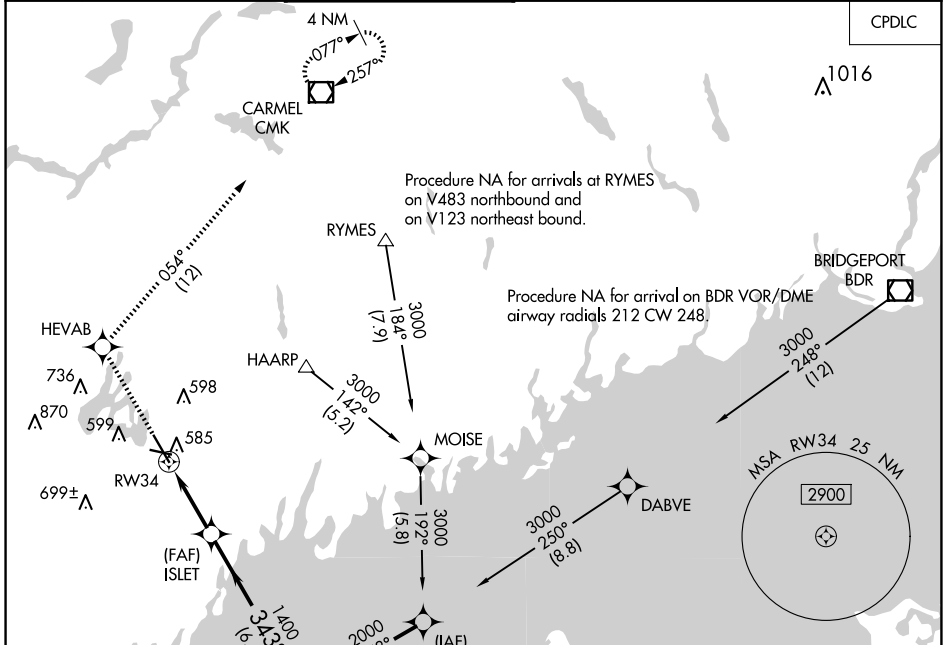 CPDLC
4 NM
077°
257°
CARMEL
CMK
1016
Procedure NA for arrivals at RYMES
on V483 northbound and
on V123 northeast bound.
RYMES
054°
(12)
3000
184°
(7.9)
BRIDGEPORT
BDR
Procedure NA for arrival on BDR VOR/DME
airway radials 212 CW 248.
HEVAB
3000
248°
(12)
HAARP
3000
142°
(5.2)
736
598
870
599
585
MOISE
RW34
MSA RW34 25 NM
2900
699±
DABVE
3000
192°
(5.8)
3000
250°
(8.8)
(FAF)
ISLET
1400
343°
2000
(IAF)